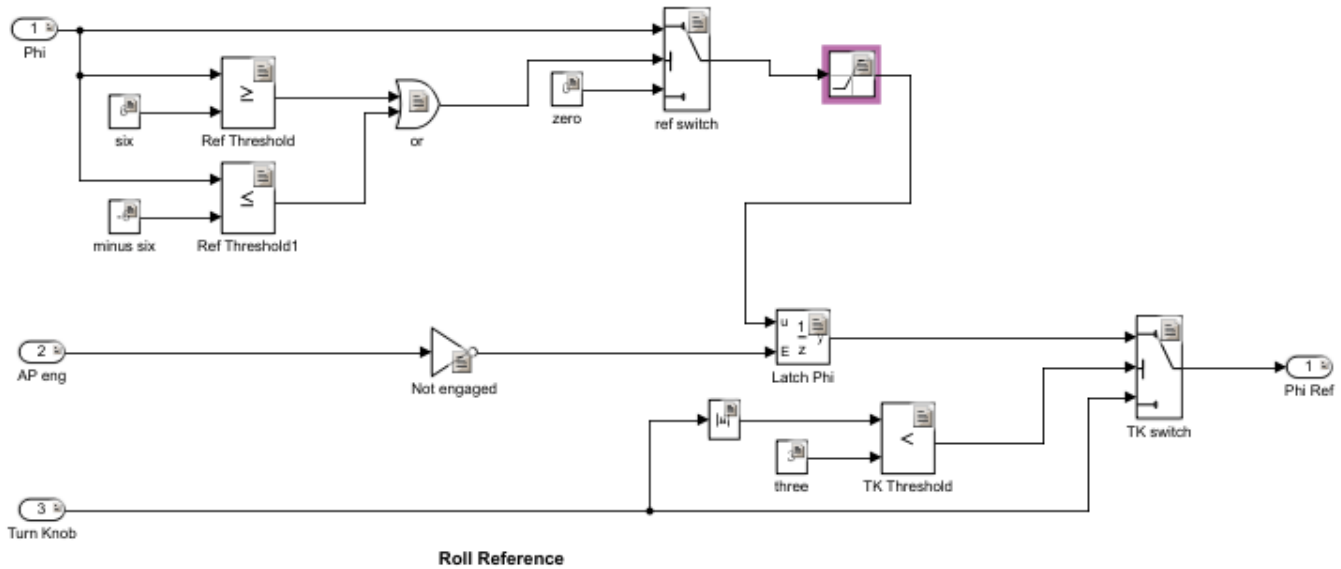 1
Phi
≥
six
Ref Threshold
or
zero
ref switch
≤
minus six
Ref Threshold1
2
AP eng
Not engaged
u 1
E z
Latch Phi
1
Phi Ref
TK switch
|u|
<
3
three
TK Threshold
3
Turn Knob
Roll Reference